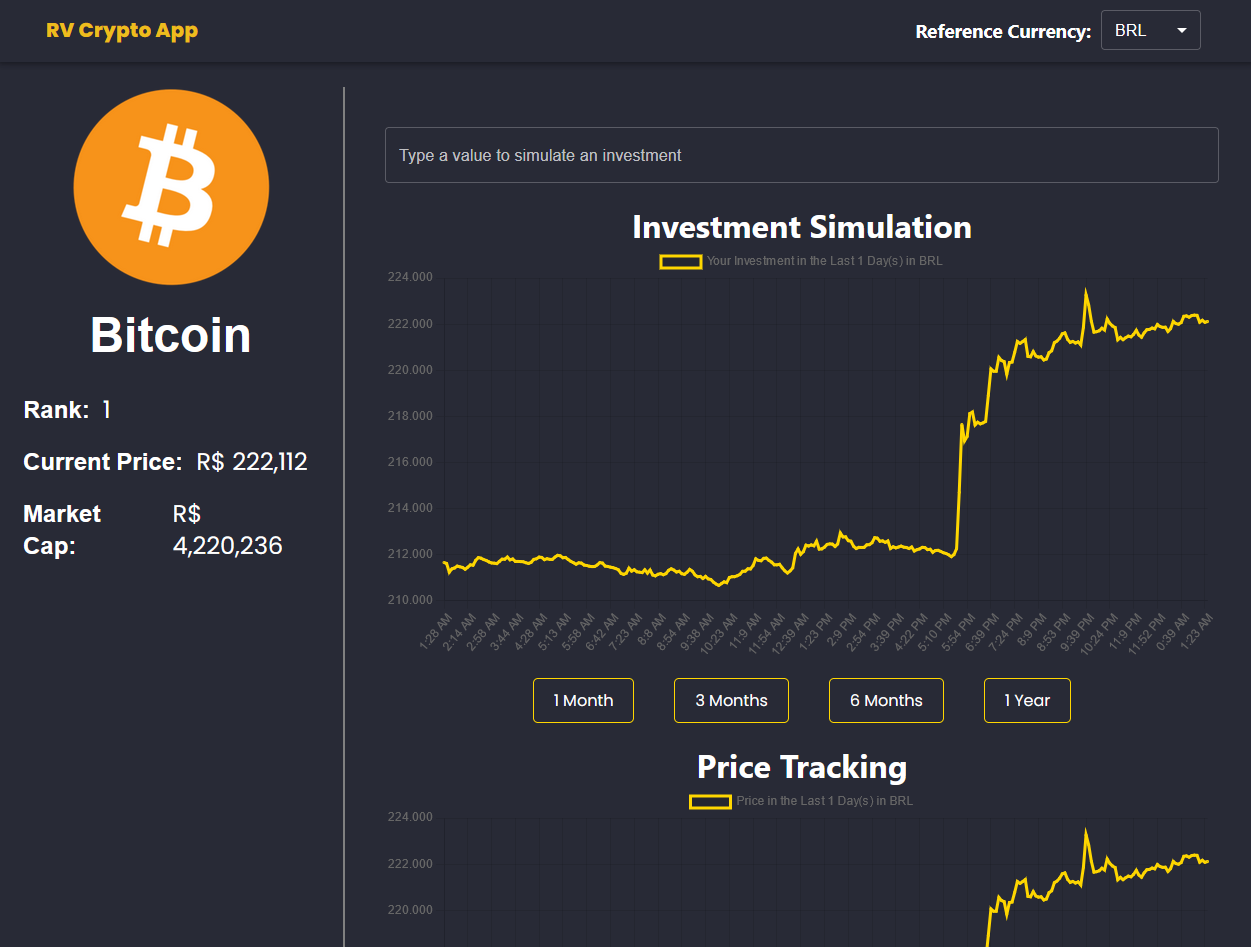 RV Crypto App
Reference Currency: BRL
Bitcoin
Rank: 1
Current Price: R$ 222,112
Market Cap: R$ 4,220,236
Type a value to simulate an investment
Investment Simulation
Your Investment in the Last 1 Day(s) in BRL
224.000
222.000
220.000
218.000
216.000
214.000
212.000
210.000
1:28 AM
2:14 AM
2:58 AM
3:44 AM
4:28 AM
5:13 AM
5:58 AM
6:42 AM
7:23 AM
8:8 AM
8:54 AM
9:38 AM
10:23 AM
11:9 AM
11:54 AM
12:39 AM
1:23 PM
2:9 PM
2:54 PM
3:39 PM
4:22 PM
5:10 PM
5:54 PM
6:39 PM
7:24 PM
8:9 PM
8:53 PM
9:39 PM
10:24 PM
11:9 PM
11:52 PM
0:39 AM
1:23 AM
1 Month
3 Months
6 Months
1 Year
Price Tracking
Price in the Last 1 Day(s) in BRL
224.000
222.000
220.000